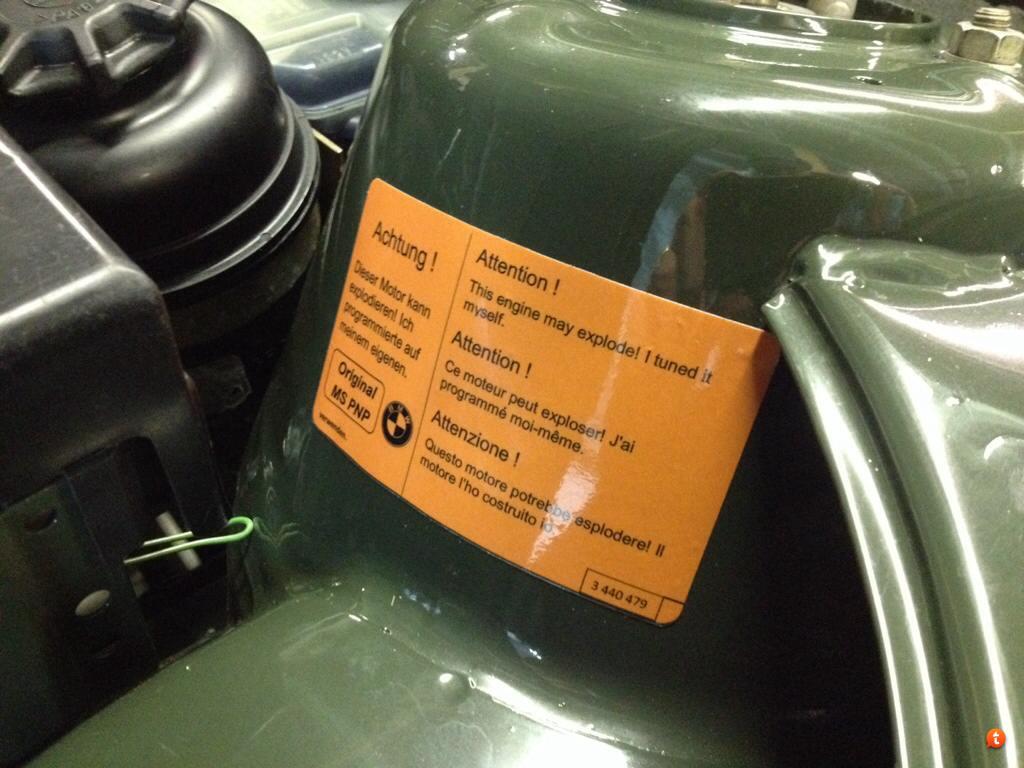 Achtung !
Dieser Motor kann
explodieren! Ich
programmierte auf
meinem eigenen.
Original
MS PNP
verwenden.
Attention !
This engine may explode! I tuned it
myself.
Attention !
Ce moteur peut exploser! J'ai
programmé moi-même.
Attenzione !
Questo motore potrebbe esplodere! Il
motore l'ho costruito io.
3 440 479